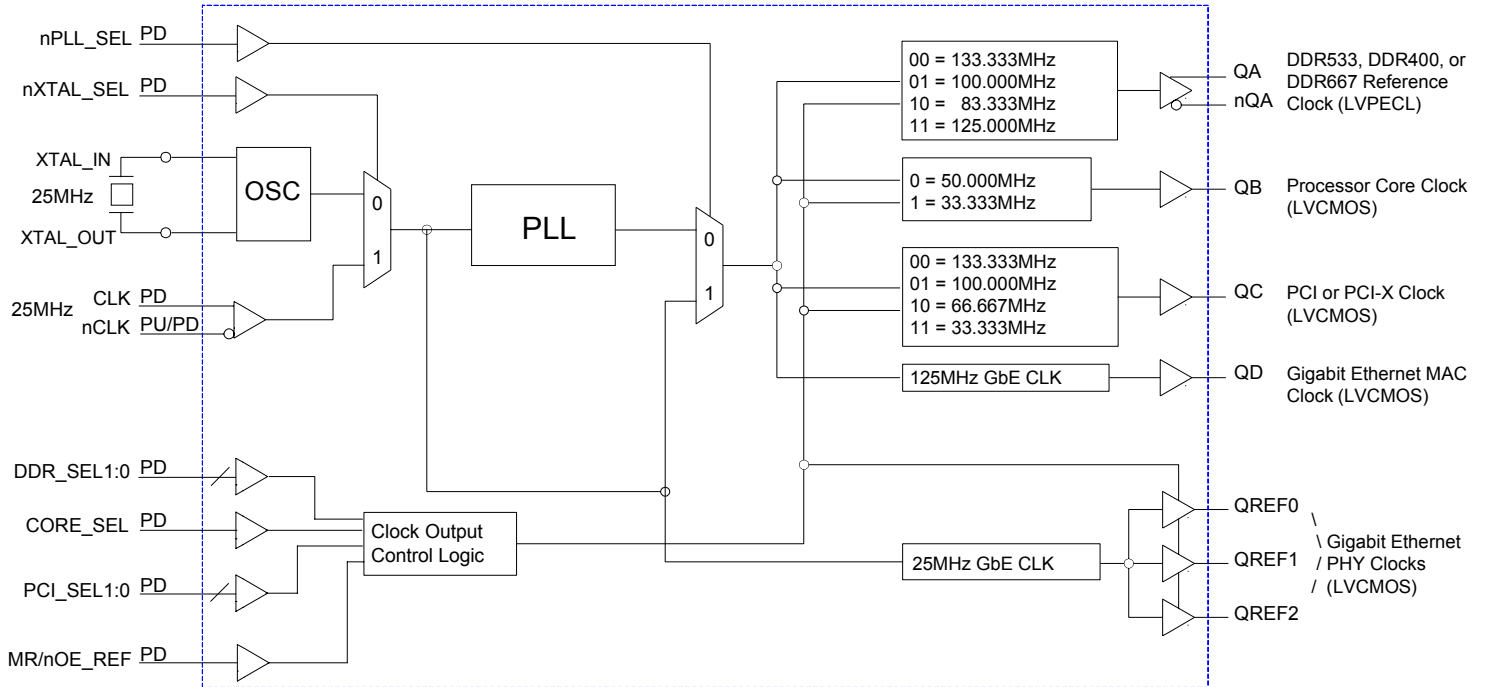 nPLL_SEL PD
nXTAL_SEL PD
XTAL_IN
25MHz
XTAL_OUT
OSC
0
1
25MHz
CLK PD
nCLK PU/PD
PLL
0
1
00 = 133.333MHz
01 = 100.000MHz
10 = 83.333MHz
11 = 125.000MHz
QA
nQA
DDR533, DDR400, or
DDR667 Reference
Clock (LVPECL)
0 = 50.000MHz
1 = 33.333MHz
QB
Processor Core Clock
(LVCMOS)
00 = 133.333MHz
01 = 100.000MHz
10 = 66.667MHz
11 = 33.333MHz
QC
PCI or PCI-X Clock
(LVCMOS)
125MHz GbE CLK
QD
Gigabit Ethernet MAC
Clock (LVCMOS)
DDR_SEL1:0 PD
CORE_SEL PD
PCI_SEL1:0 PD
MR/nOE_REF PD
Clock Output
Control Logic
25MHz GbE CLK
QREF0
QREF1
QREF2
\
\ Gigabit Ethernet
/ PHY Clocks
/ (LVCMOS)